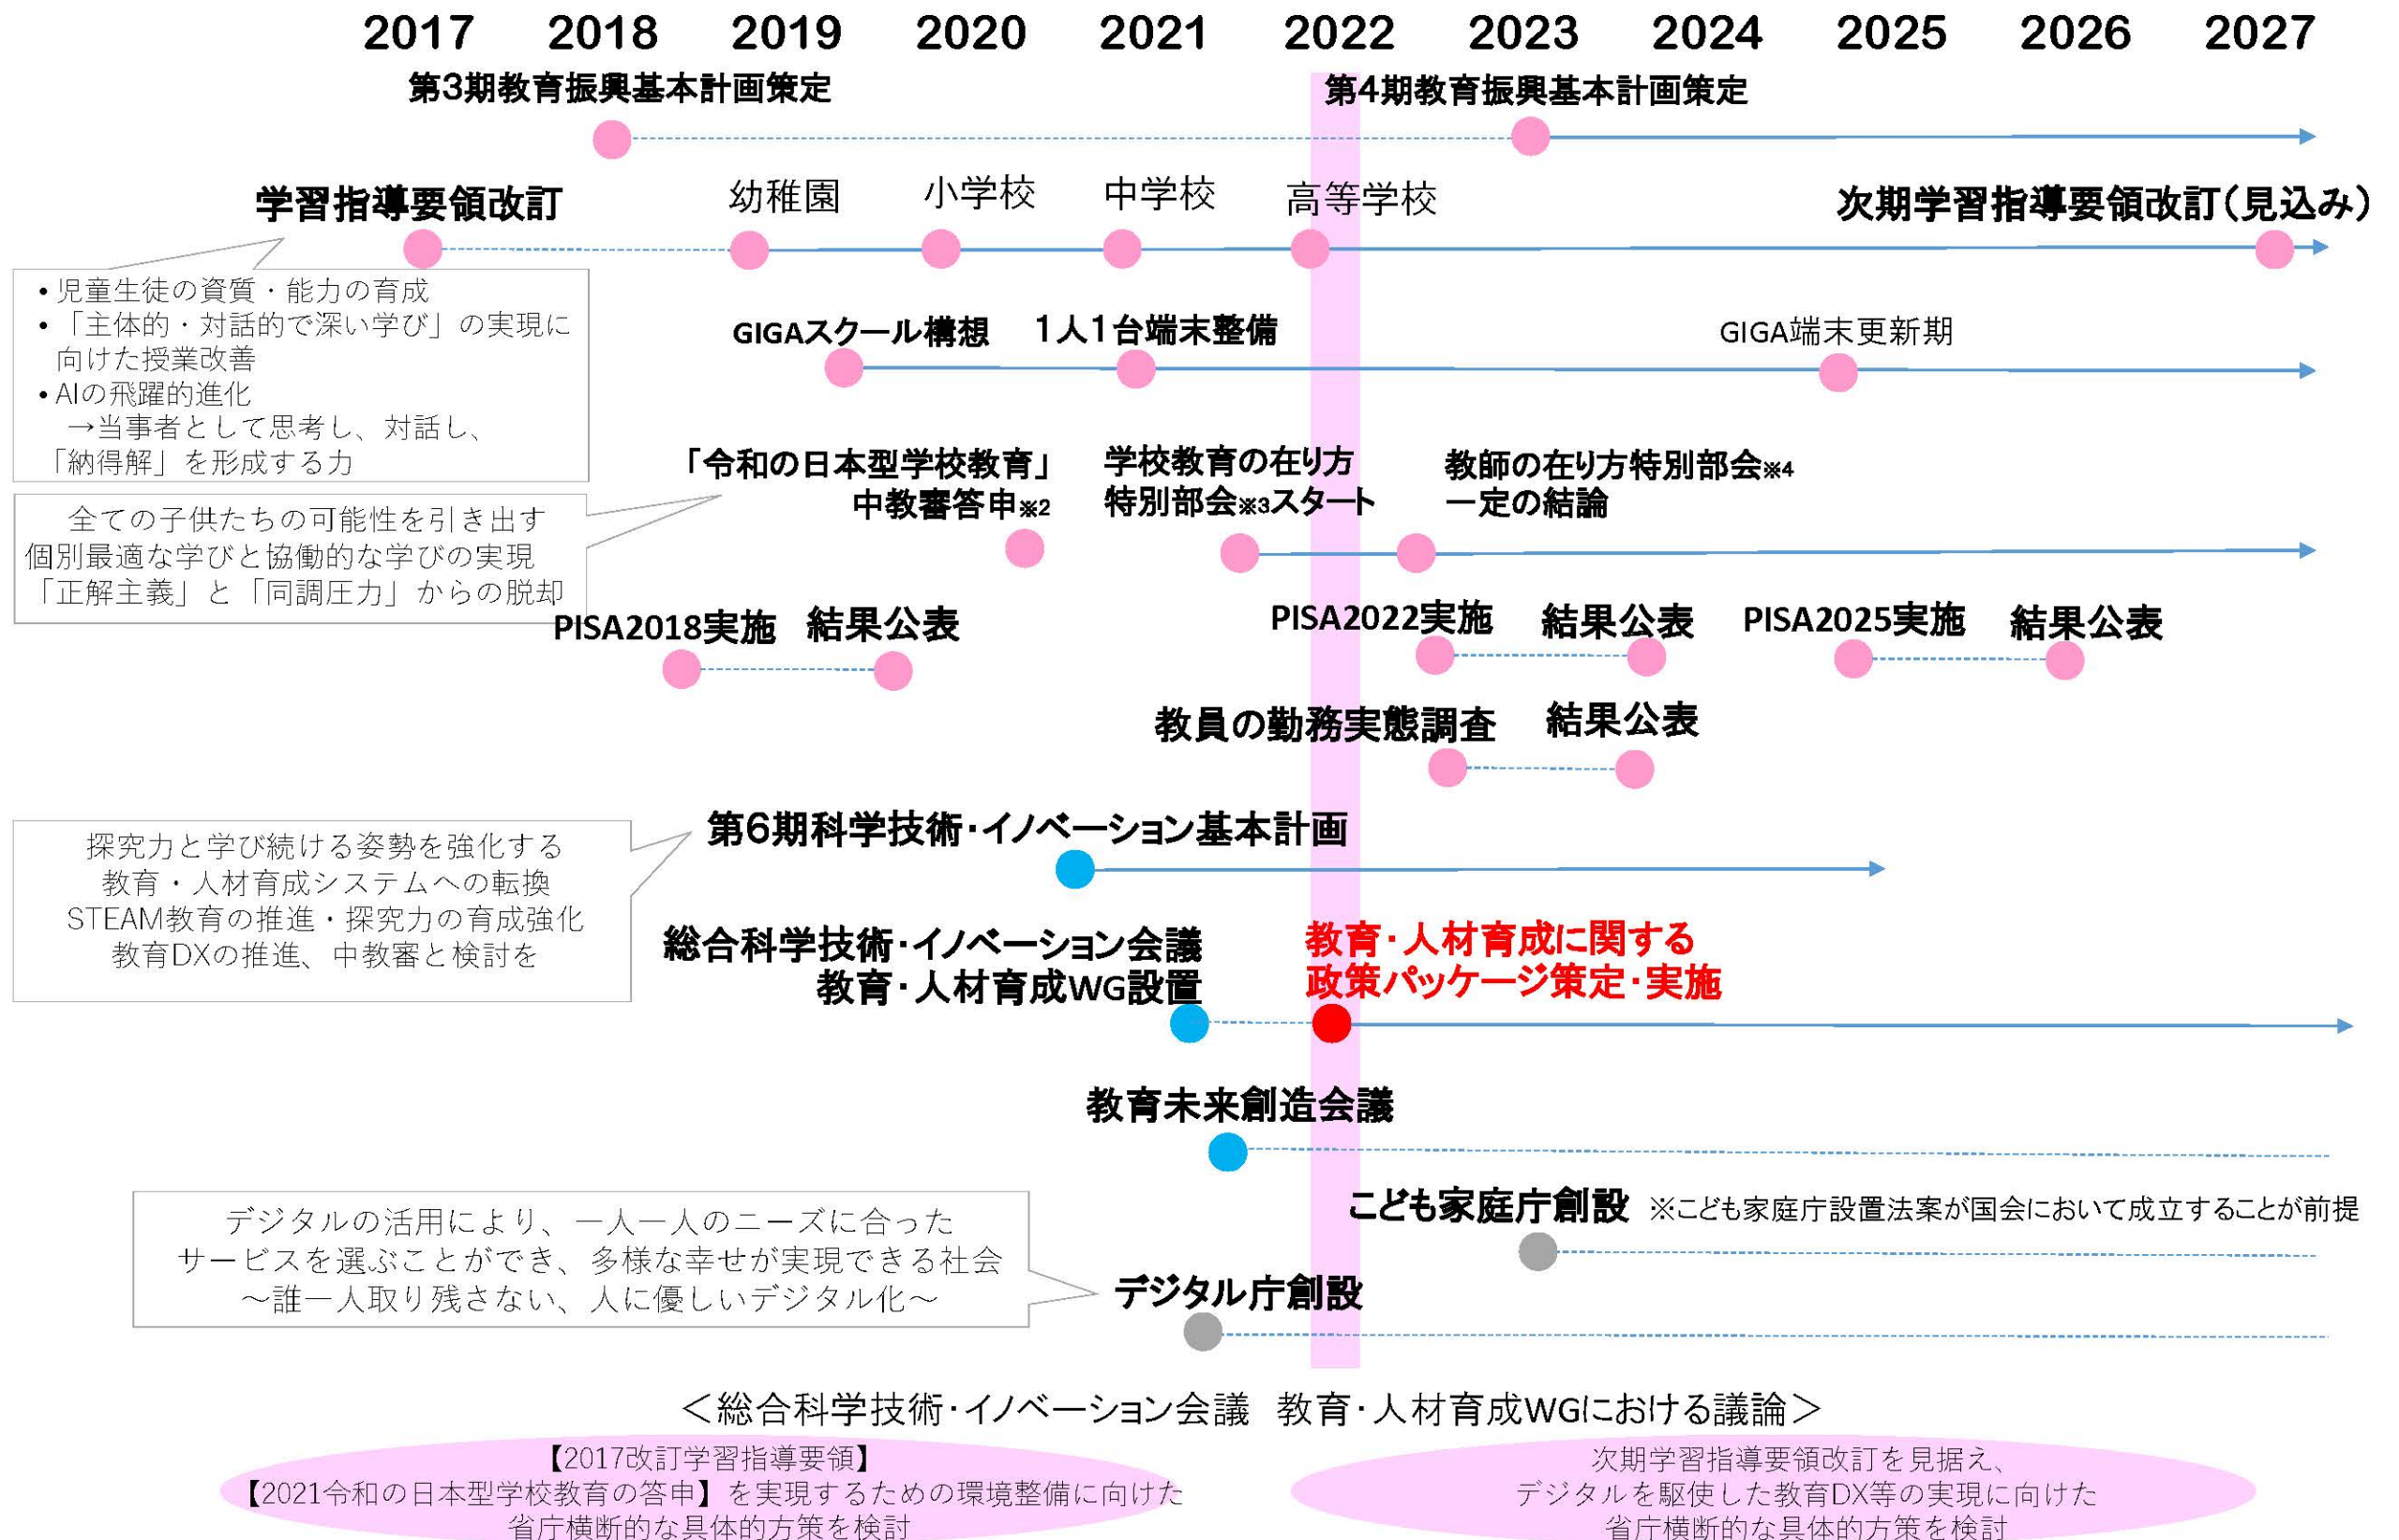 2017 2018 2019 2020 2021 2022 2023 2024 2025 2026 2027
第3期教育振興基本計画策定
第4期教育振興基本計画策定
学習指導要領改訂
幼稚園
小学校
中学校
高等学校
次期学習指導要領改訂(見込み)
• 児童生徒の資質・能力の育成
• 「主体的・対話的で深い学び」の実現に
向けた授業改善
• AIの飛躍的進化
→当事者として思考し、対話し、
「納得解」を形成する力
GIGAスクール構想
1人1台端末整備
GIGA端末更新期
「令和の日本型学校教育」
中教審答申※2
学校教育の在り方
特別部会※3スタート
教師の在り方特別部会※4
一定の結論
全ての子供たちの可能性を引き出す
個別最適な学びと協働的な学びの実現
「正解主義」と「同調圧力」からの脱却
PISA2018実施
結果公表
PISA2022実施
結果公表
PISA2025実施
結果公表
教員の勤務実態調査
結果公表
第6期科学技術・イノベーション基本計画
探究力と学び続ける姿勢を強化する
教育・人材育成システムへの転換
STEAM教育の推進・探究力の育成強化
教育DXの推進、中教審と検討を
総合科学技術・イノベーション会議
教育・人材育成WG設置
教育・人材育成に関する
政策パッケージ策定・実施
教育未来創造会議
こども家庭庁創設 ※こども家庭庁設置法案が国会において成立することが前提
デジタルの活用により、一人一人のニーズに合った
サービスを選ぶことができ、多様な幸せが実現できる社会
～誰一人取り残さない、人に優しいデジタル化～
デジタル庁創設
＜総合科学技術・イノベーション会議 教育・人材育成WGにおける議論＞
【2017改訂学習指導要領】
【2021令和の日本型学校教育の答申】を実現するための環境整備に向けた
省庁横断的な具体的方策を検討
次期学習指導要領改訂を見据え、
デジタルを駆使した教育DX等の実現に向けた
省庁横断的な具体的方策を検討